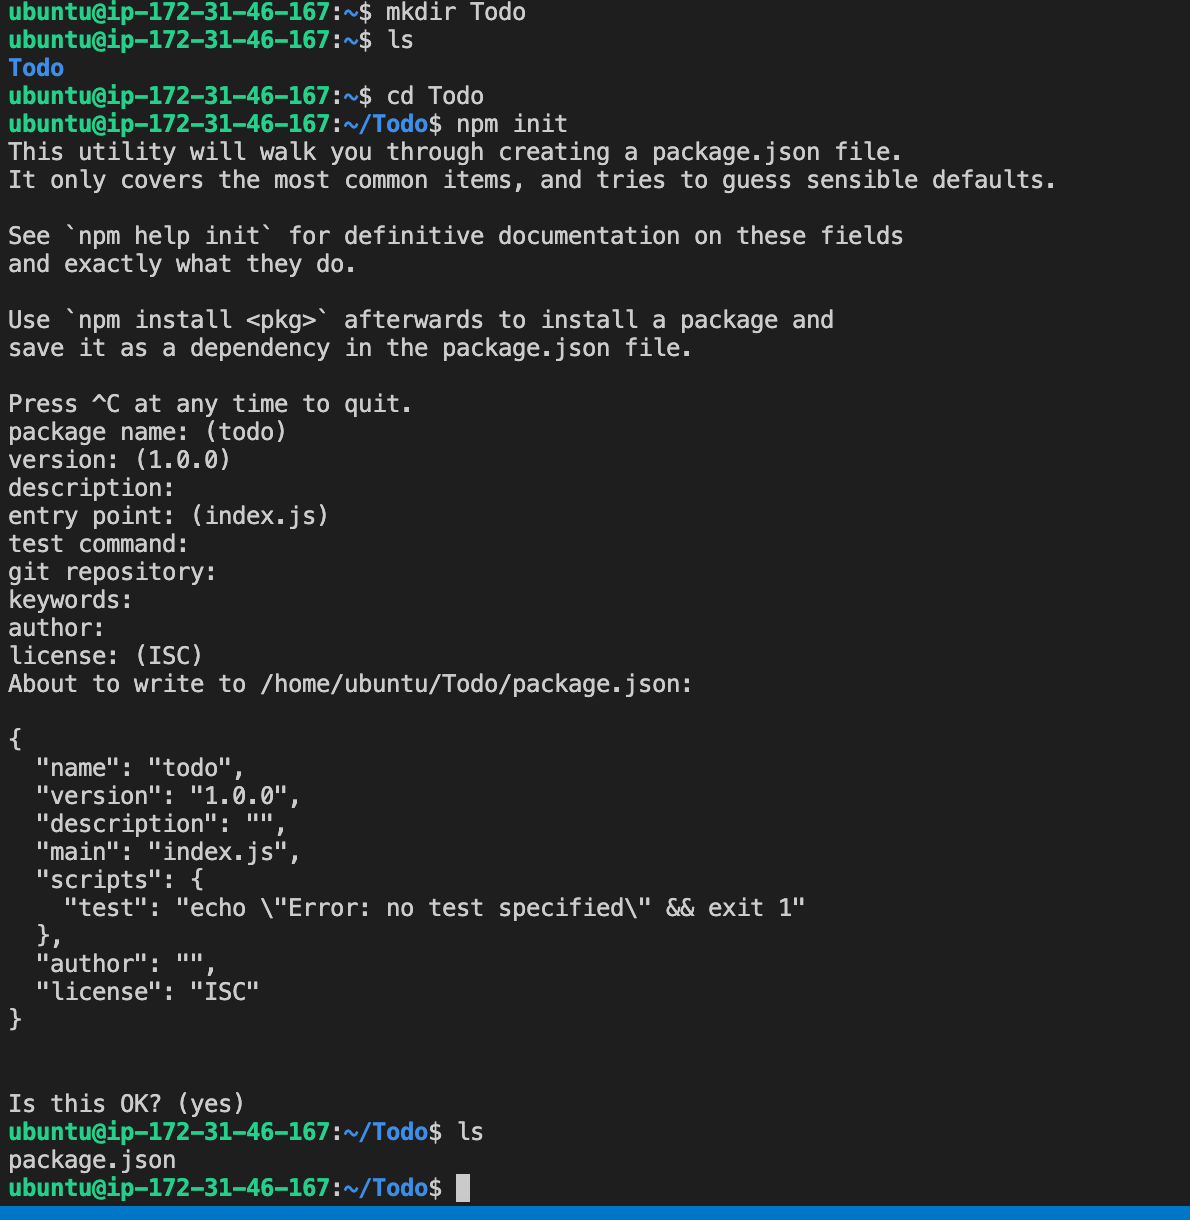 ubuntu@ip-172-31-46-167:~$ mkdir Todo
ubuntu@ip-172-31-46-167:~$ ls
Todo
ubuntu@ip-172-31-46-167:~$ cd Todo
ubuntu@ip-172-31-46-167:~/Todo$ npm init
This utility will walk you through creating a package.json file.
It only covers the most common items, and tries to guess sensible defaults.

See `npm help init` for definitive documentation on these fields
and exactly what they do.

Use `npm install <pkg>` afterwards to install a package and
save it as a dependency in the package.json file.

Press ^C at any time to quit.
package name: (todo)
version: (1.0.0)
description:
entry point: (index.js)
test command:
git repository:
keywords:
author:
license: (ISC)
About to write to /home/ubuntu/Todo/package.json:

{
  "name": "todo",
  "version": "1.0.0",
  "description": "",
  "main": "index.js",
  "scripts": {
    "test": "echo \"Error: no test specified\" && exit 1"
  },
  "author": "",
  "license": "ISC"
}


Is this OK? (yes)
ubuntu@ip-172-31-46-167:~/Todo$ ls
package.json
ubuntu@ip-172-31-46-167:~/Todo$